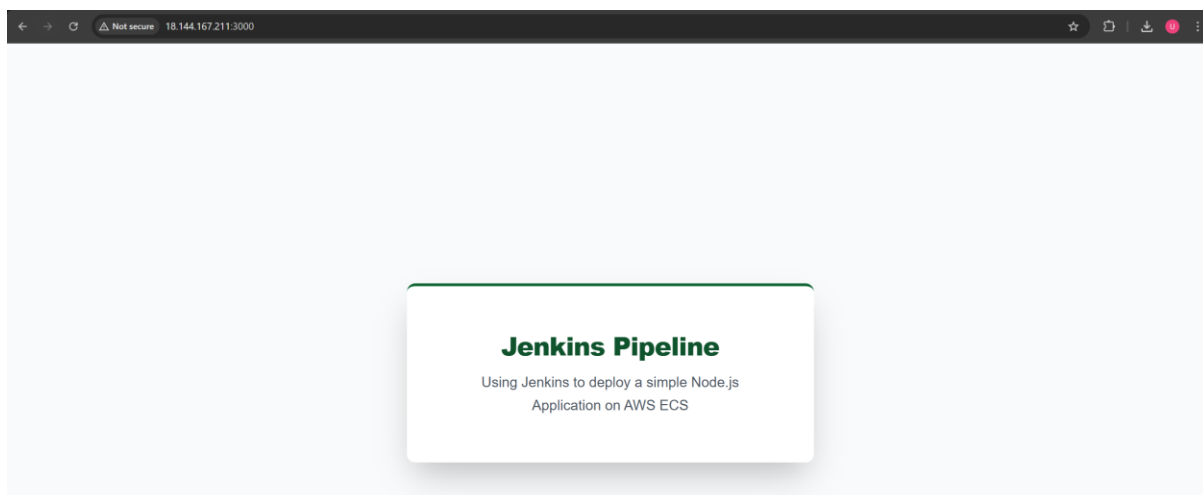 Not secure 18.144.167.211:3000
U
Jenkins Pipeline
Using Jenkins to deploy a simple Node.js
Application on AWS ECS